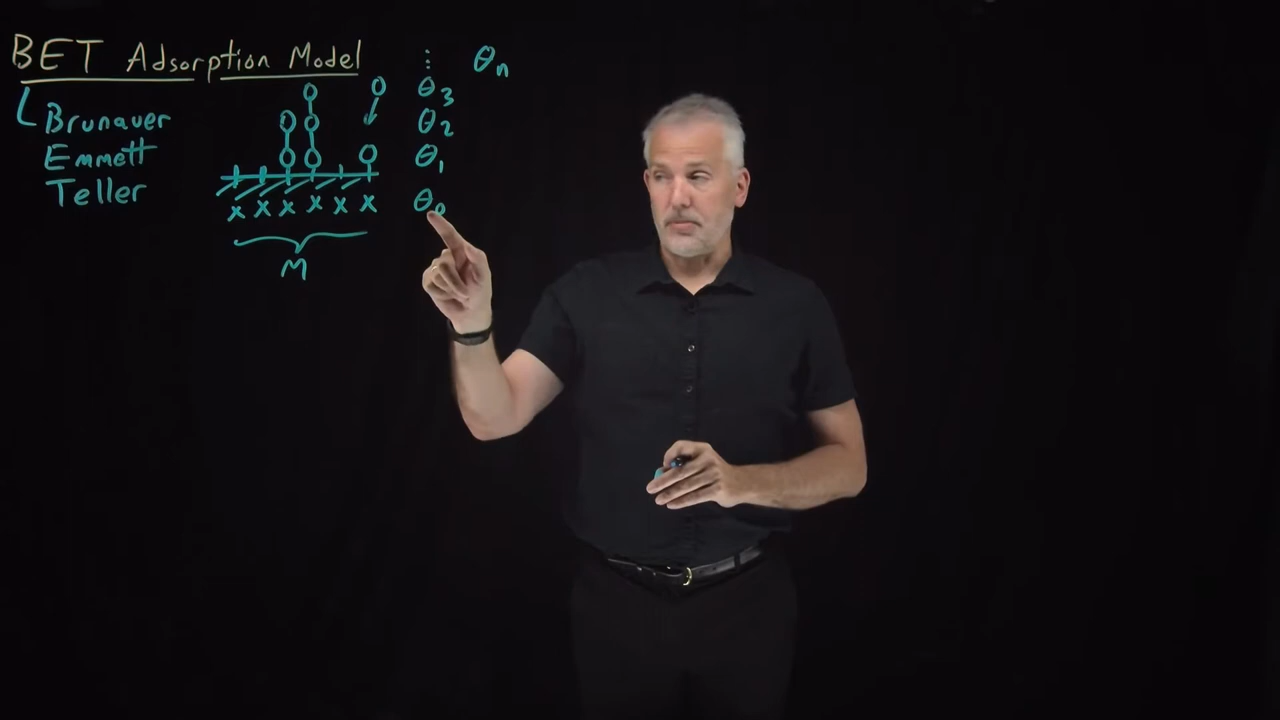 BET Adsorption Model
Brunauer
Emmett
Teller
x x x x x x
M
⋮
θ₃
θ₂
θ₁
θ₀
θₙ